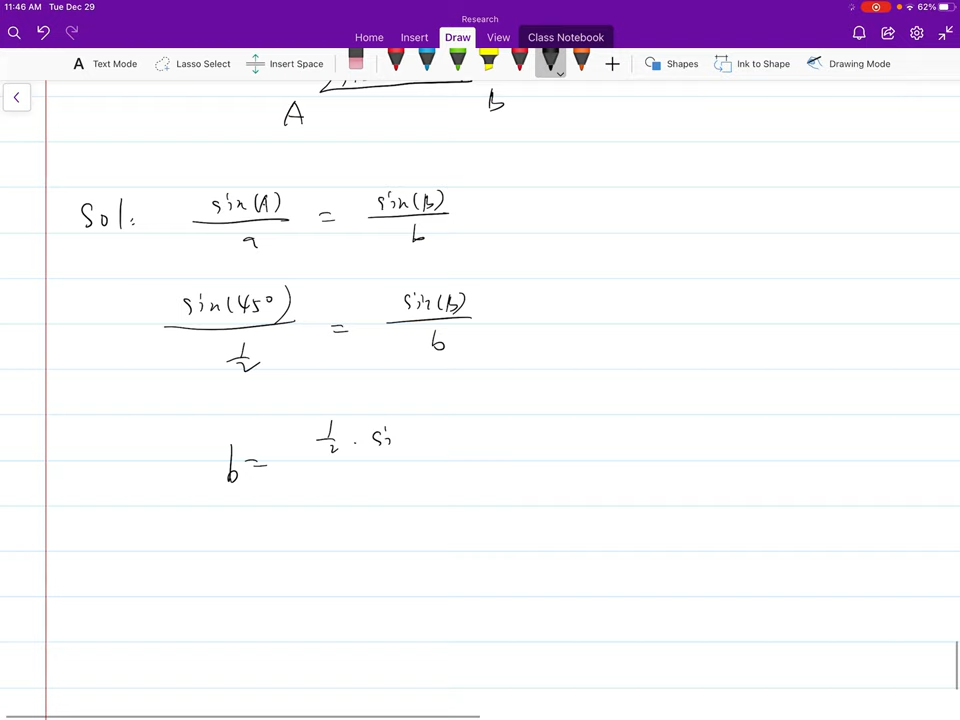 11:46 AM Tue Dec 29
62%
Research
Home Insert Draw View Class Notebook
A Text Mode Lasso Select Insert Space Shapes Ink to Shape Drawing Mode
A B
Sol: sin(A)/a = sin(B)/b
sin(45°)/(1/2) = sin(B)/b
b = 1/2 · si